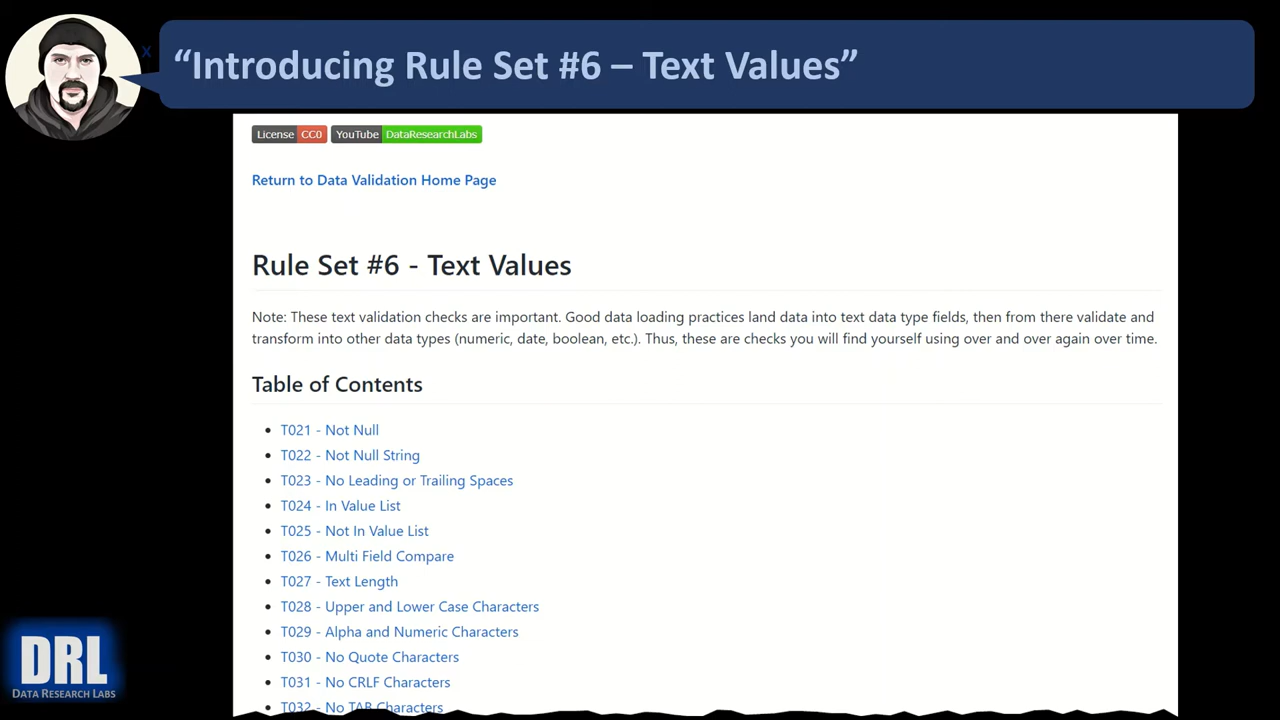 X
“Introducing Rule Set #6 – Text Values”
License CC0 YouTube DataResearchLabs
Return to Data Validation Home Page
Rule Set #6 - Text Values
Note: These text validation checks are important. Good data loading practices land data into text data type fields, then from there validate and
transform into other data types (numeric, date, boolean, etc.). Thus, these are checks you will find yourself using over and over again over time.
Table of Contents
T021 - Not Null
T022 - Not Null String
T023 - No Leading or Trailing Spaces
T024 - In Value List
T025 - Not In Value List
T026 - Multi Field Compare
T027 - Text Length
T028 - Upper and Lower Case Characters
T029 - Alpha and Numeric Characters
T030 - No Quote Characters
T031 - No CRLF Characters
T032 - No TAB Characters
DRL
DATA RESEARCH LABS